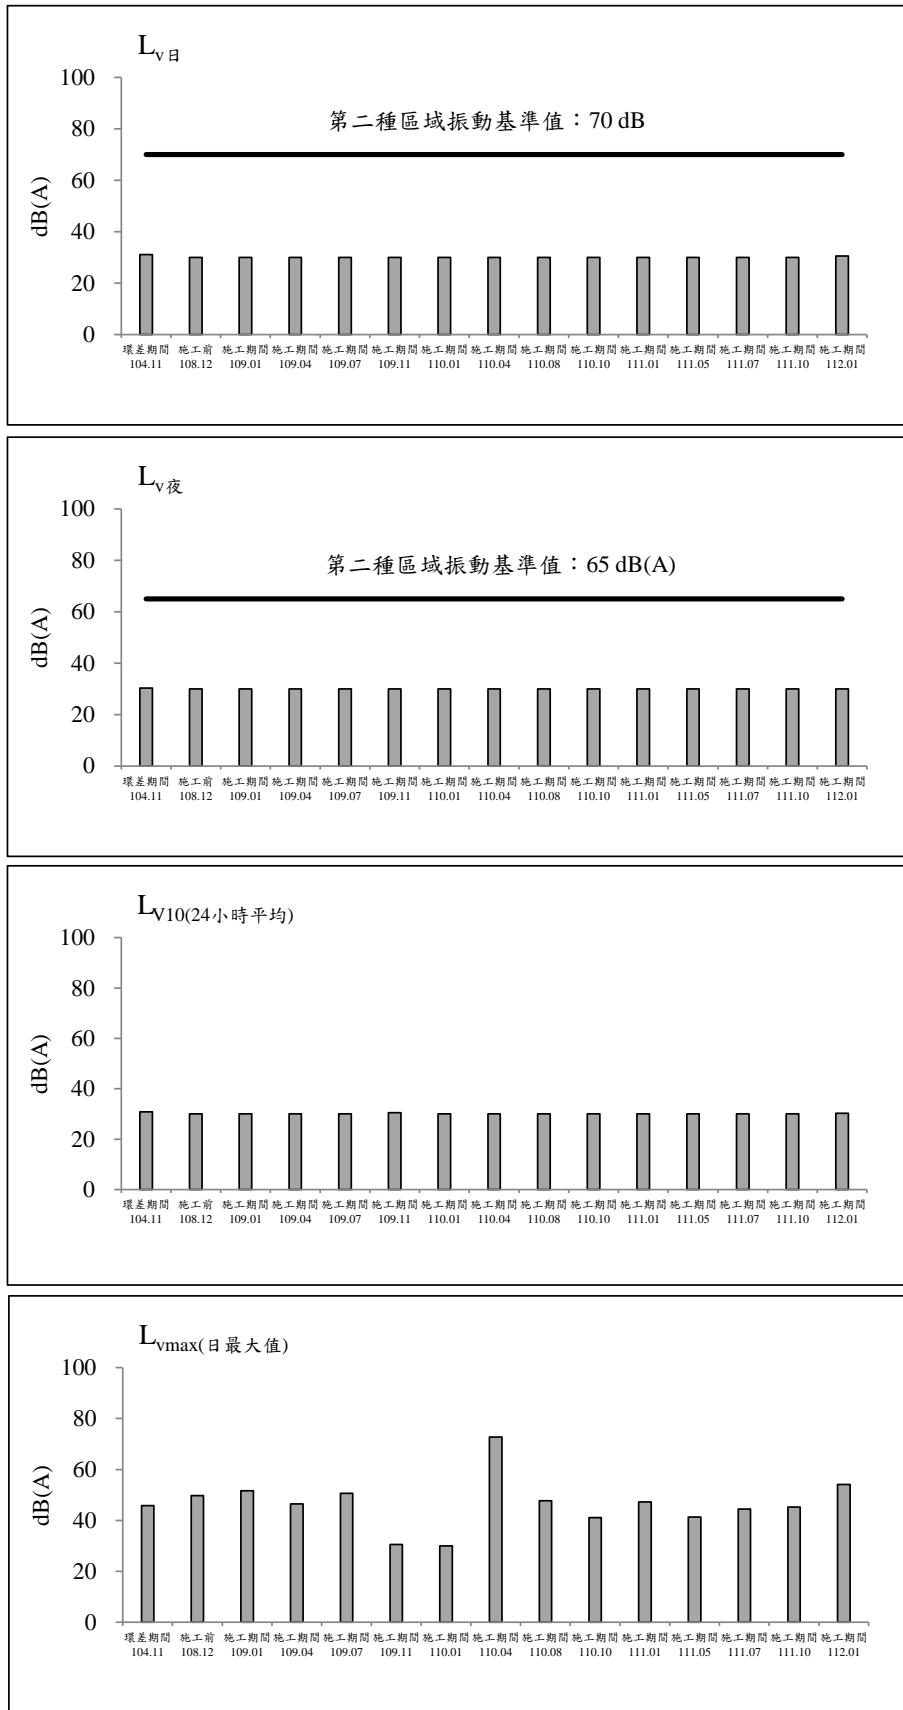 Lv日
100
80
60
40
20
0
dB(A)
第二種區域振動基準值：70 dB
環差期間 施工前 施工期間 施工期間 施工期間 施工期間 施工期間 施工期間 施工期間 施工期間 施工期間 施工期間 施工期間 施工期間 施工期間
104.11 108.12 109.01 109.04 109.07 109.11 110.01 110.04 110.08 110.10 111.01 111.05 111.07 111.10 112.01
Lv夜
100
80
60
40
20
0
dB(A)
第二種區域振動基準值：65 dB(A)
環差期間 施工前 施工期間 施工期間 施工期間 施工期間 施工期間 施工期間 施工期間 施工期間 施工期間 施工期間 施工期間 施工期間 施工期間
104.11 108.12 109.01 109.04 109.07 109.11 110.01 110.04 110.08 110.10 111.01 111.05 111.07 111.10 112.01
LV10(24小時平均)
100
80
60
40
20
0
dB(A)
環差期間 施工前 施工期間 施工期間 施工期間 施工期間 施工期間 施工期間 施工期間 施工期間 施工期間 施工期間 施工期間 施工期間 施工期間
104.11 108.12 109.01 109.04 109.07 109.11 110.01 110.04 110.08 110.10 111.01 111.05 111.07 111.10 112.01
Lvmax(日最大值)
100
80
60
40
20
0
dB(A)
環差期間 施工前 施工期間 施工期間 施工期間 施工期間 施工期間 施工期間 施工期間 施工期間 施工期間 施工期間 施工期間 施工期間 施工期間
104.11 108.12 109.01 109.04 109.07 109.11 110.01 110.04 110.08 110.10 111.01 111.05 111.07 111.10 112.01